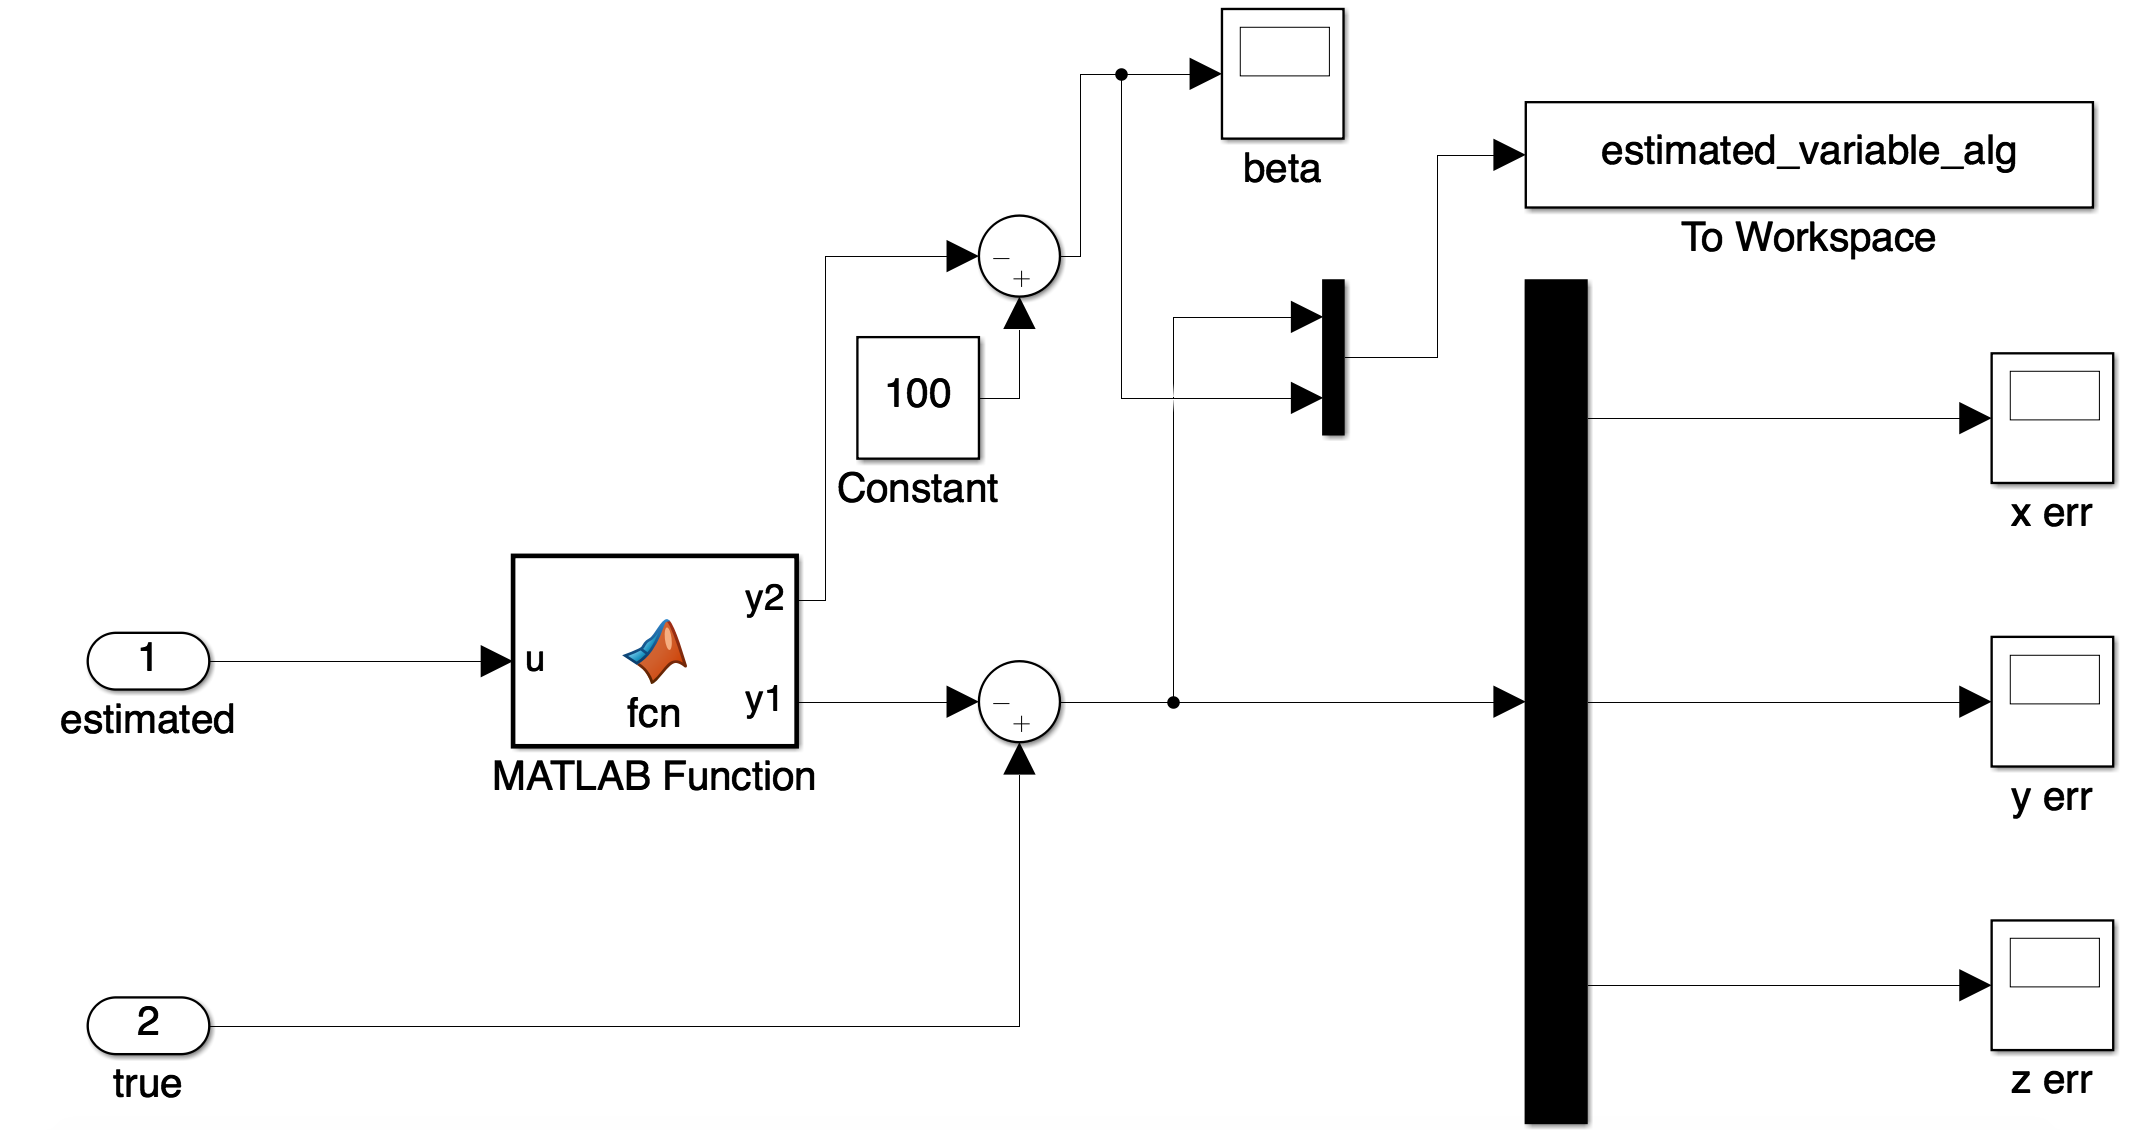 beta
estimated_variable_alg
To Workspace
−
+
100
Constant
x err
y2
u
fcn
y1
MATLAB Function
1
estimated
−
+
y err
2
true
z err